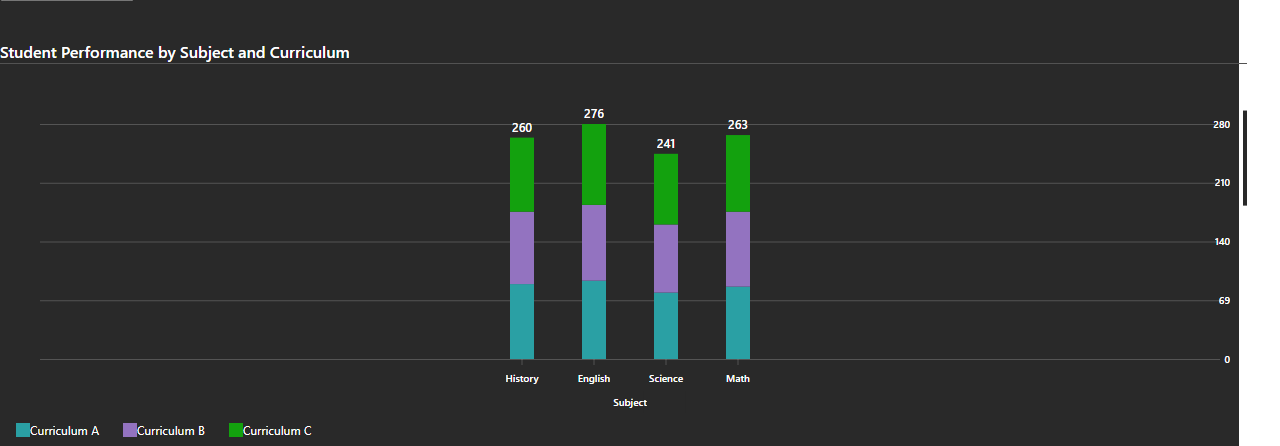 Student Performance by Subject and Curriculum
276
263
260
241
280
210
140
69
0
History English Science Math
Subject
Curriculum A Curriculum B Curriculum C